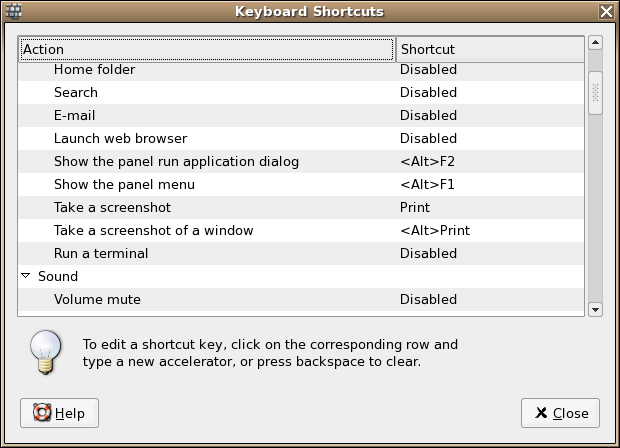 Keyboard Shortcuts
Action Shortcut
Home folder Disabled
Search Disabled
E-mail Disabled
Launch web browser Disabled
Show the panel run application dialog <Alt>F2
Show the panel menu <Alt>F1
Take a screenshot Print
Take a screenshot of a window <Alt>Print
Run a terminal Disabled
Sound
Volume mute Disabled
To edit a shortcut key, click on the corresponding row and
type a new accelerator, or press backspace to clear.
Help Close